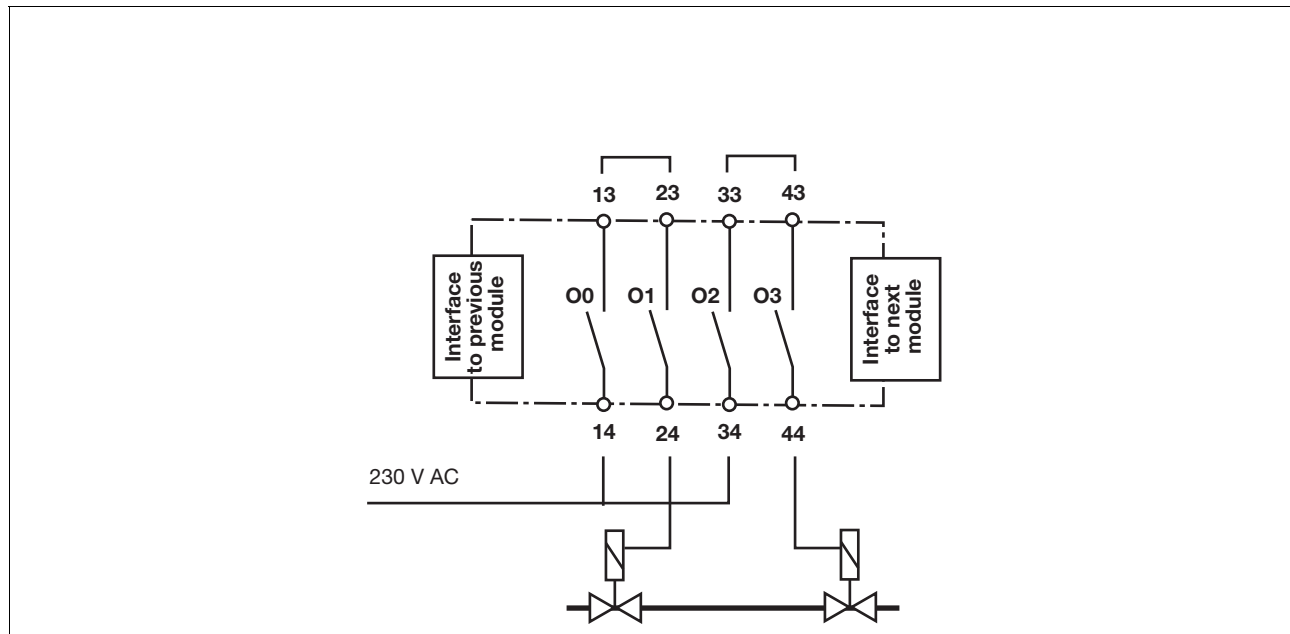 13 23 33 43
Interface
to previous
module
O0 O1 O2 O3
Interface
to next
module
14 24 34 44
230 V AC